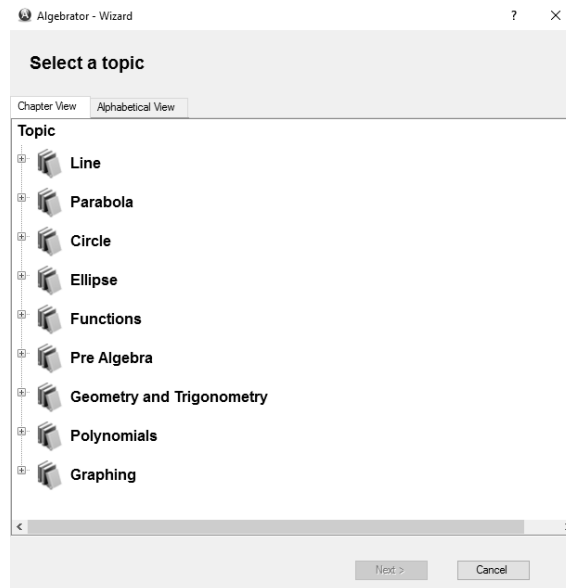 Algebrator - Wizard
Select a topic
Chapter View
Alphabetical View
Topic
Line
Parabola
Circle
Ellipse
Functions
Pre Algebra
Geometry and Trigonometry
Polynomials
Graphing
Next >
Cancel